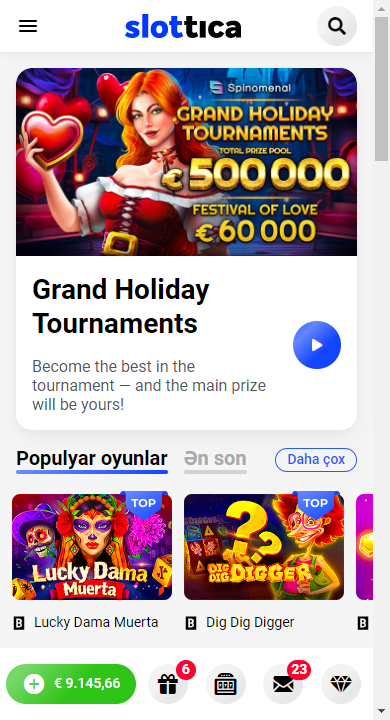 slottica
Spinomenal
GRAND HOLIDAY
TOURNAMENTS
TOTAL PRIZE POOL
€ 500 000
FESTIVAL OF LOVE
€ 60 000
Grand Holiday
Tournaments
Become the best in the
tournament — and the main prize
will be yours!
Populyar oyunlar
Ən son
Daha çox
TOP
TOP
Lucky Dama
Muerta
DIG DIG
DIGGER
Lucky Dama Muerta
Dig Dig Digger
€ 9.145,66
6
23